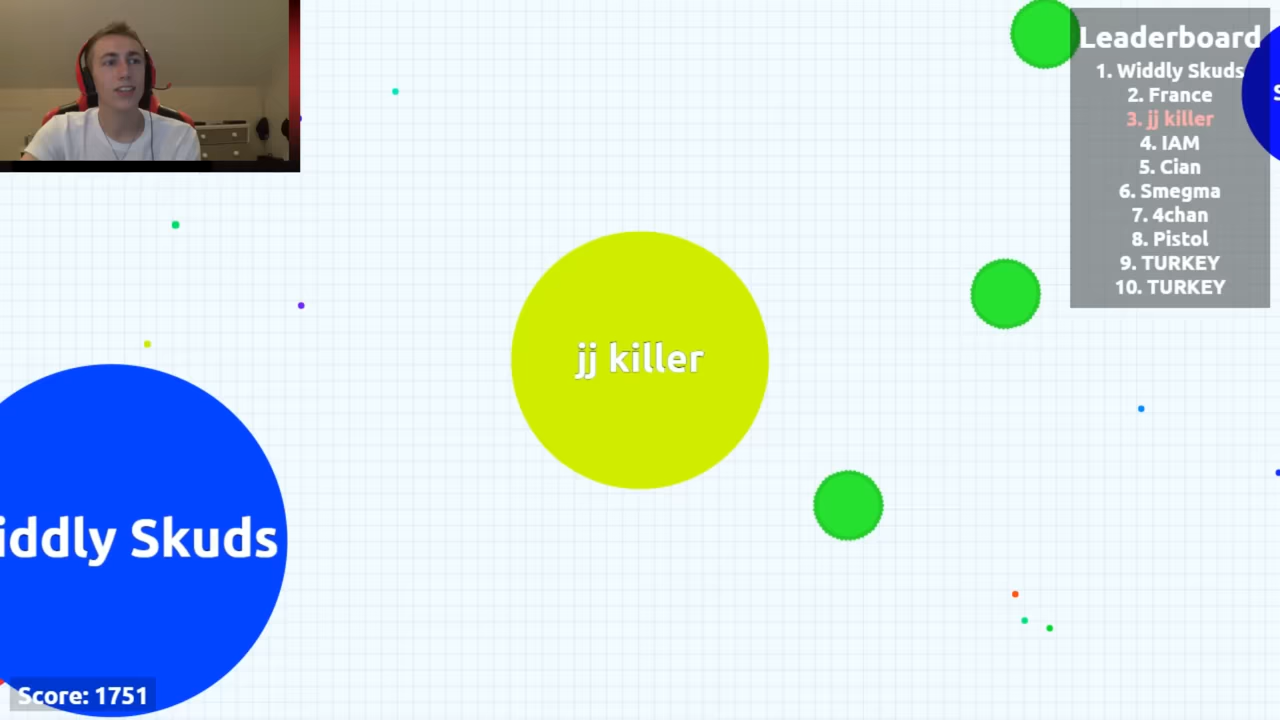 Leaderboard
1. Widdly Skuds
2. France
3. jj killer
4. IAM
5. Cian
6. Smegma
7. 4chan
8. Pistol
9. TURKEY
10. TURKEY
S
jj killer
iddly Skuds
Score: 1751